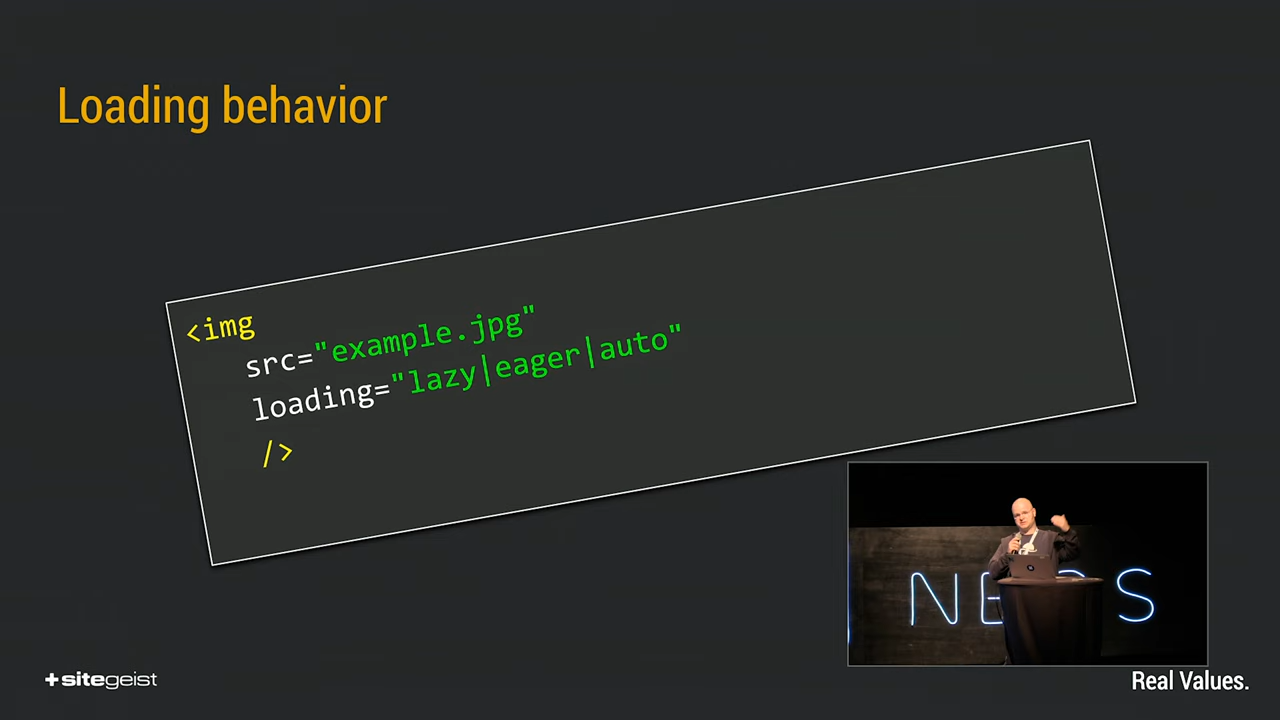 Loading behavior
<img
src="example.jpg"
loading="lazy|eager|auto"
/>
NEOS
+sitegeist
Real Values.